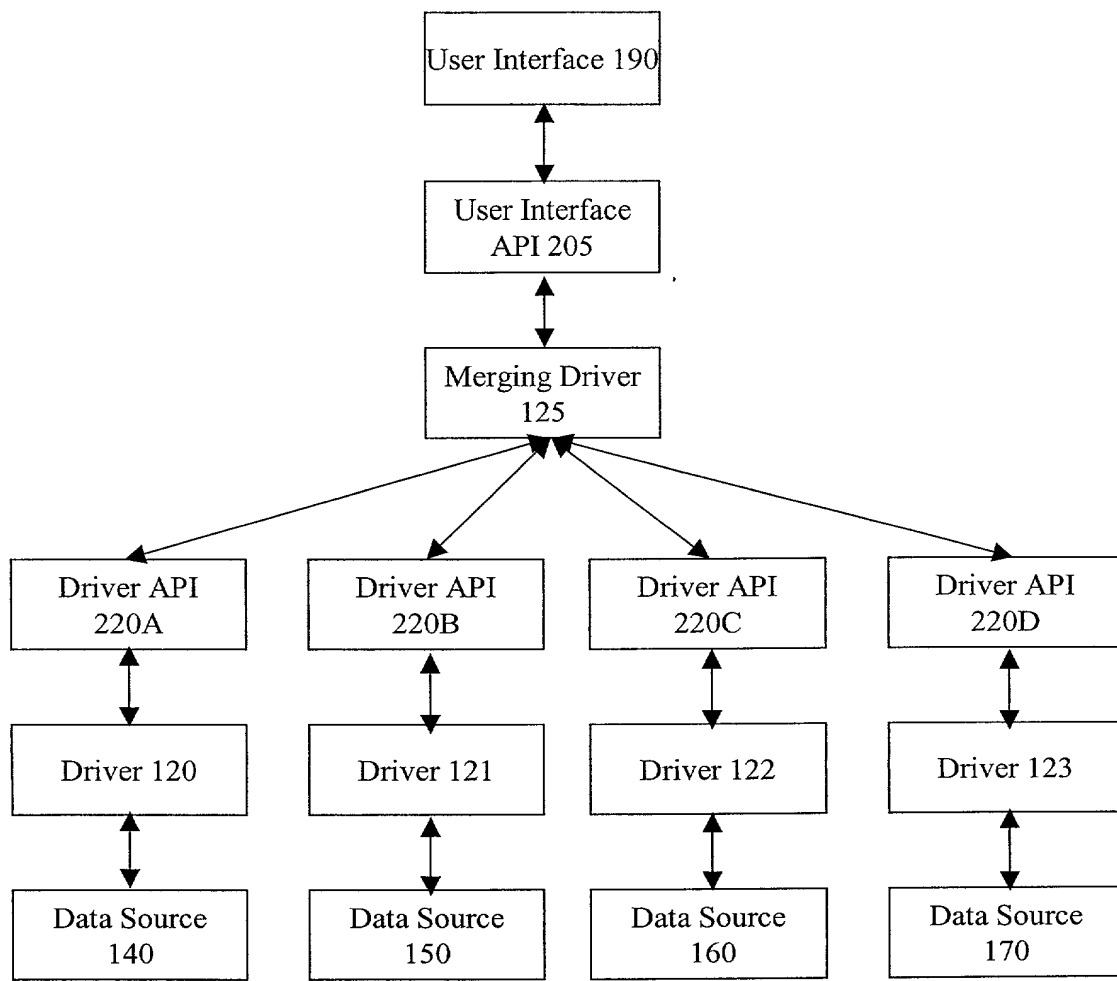 User Interface 190
User Interface
API 205
Merging Driver
125
Driver API
220A
Driver API
220B
Driver API
220C
Driver API
220D
Driver 120
Driver 121
Driver 122
Driver 123
Data Source
140
Data Source
150
Data Source
160
Data Source
170